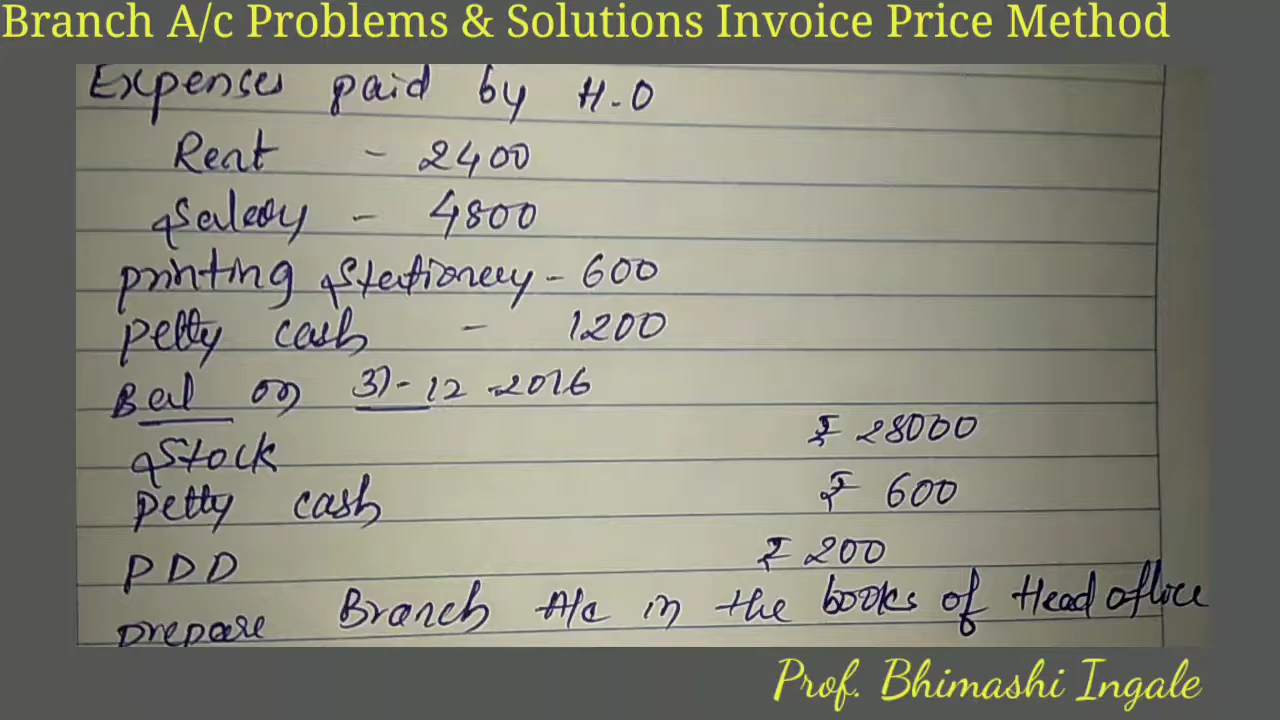 Branch A/c Problems & Solutions Invoice Price Method
Expenses paid by H.O
Rent - 2400
Salary - 4800
printing stationery - 600
petty cash - 1200
Bal on 31-12-2016
Stock ₹ 28000
petty cash ₹ 600
PDD ₹ 200
prepare Branch A/c in the books of Head office
Prof. Bhimashi Ingale